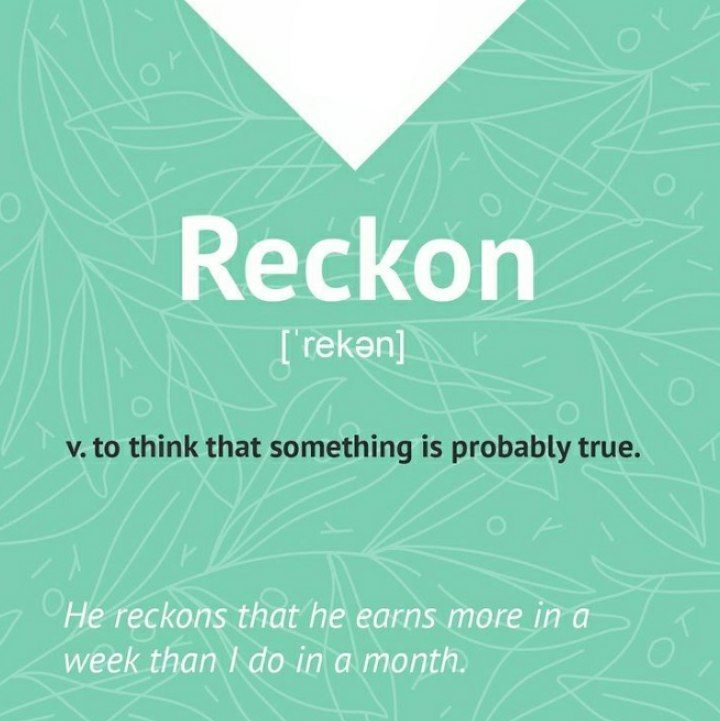 Reckon
[ˈrekən]
v. to think that something is probably true.
He reckons that he earns more in a
week than I do in a month.